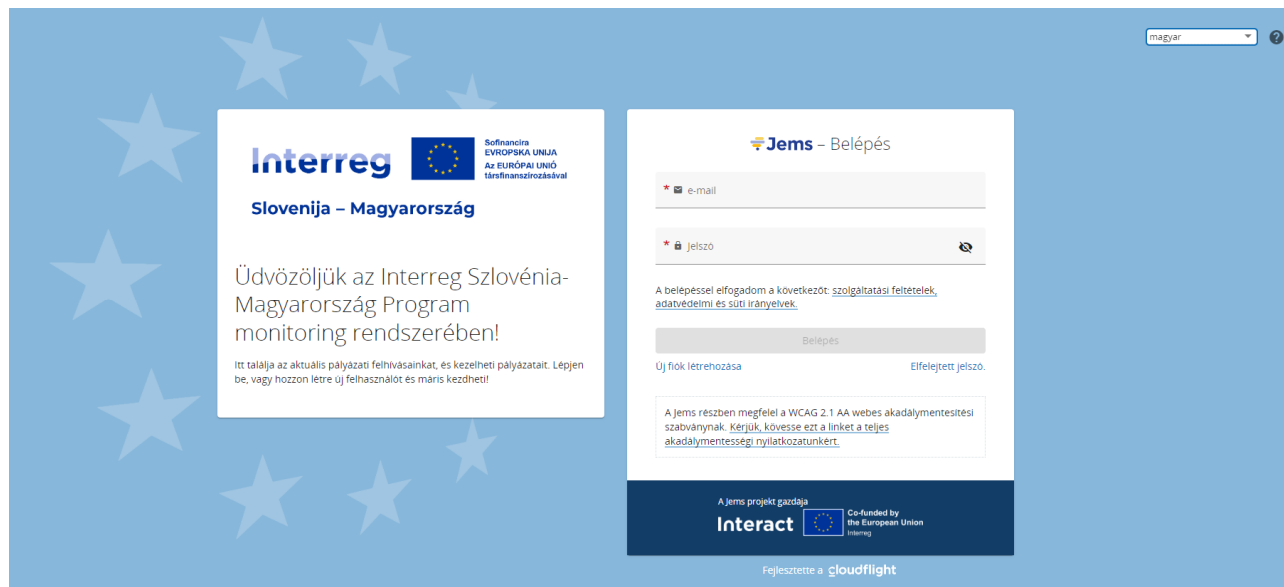 magyar
Interreg
Sofinancira
EVROPSKA UNIJA
Az EURÓPAI UNIÓ
társfinanszírozásával
Slovenija – Magyarország
Üdvözöljük az Interreg Szlovénia-
Magyarország Program
monitoring rendszerében!
Itt találja az aktuális pályázati felhívásainkat, és kezelheti pályázatait. Lépjen
be, vagy hozzon létre új felhasználót és máris kezdheti!
Jems – Belépés
* e-mail
* Jelszó
A belépéssel elfogadom a következőt: szolgáltatási feltételek,
adatvédelmi és süti irányelvek.
Belépés
Új fiók létrehozása
Elfelejtett jelszó.
A Jems részben megfelel a WCAG 2.1 AA webes akadálymentesítési
szabványnak. Kérjük, kövesse ezt a linket a teljes
akadálymentességi nyilatkozatunkért.
A Jems projekt gazdája
Interact
Co-funded by
the European Union
Interreg
Fejlesztette a cloudflight